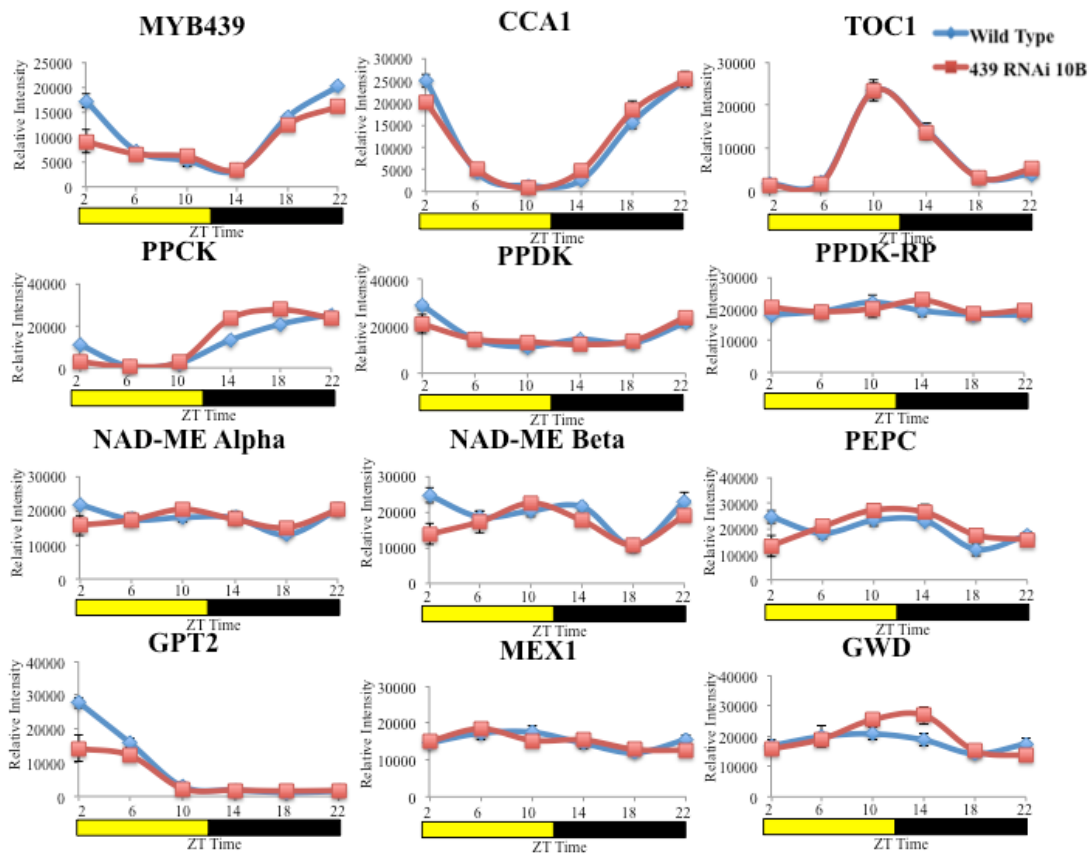 MYB439
CCA1
TOC1
Wild Type
439 RNAi 10B
Relative Intensity
25000
20000
15000
10000
5000
0
2 6 10 14 18 22
ZT Time
Relative Intensity
30000
25000
20000
15000
10000
5000
0
2 6 10 14 18 22
ZT Time
Relative Intensity
30000
20000
10000
0
2 6 10 14 18 22
ZT Time
PPCK
PPDK
PPDK-RP
Relative Intensity
40000
20000
0
2 6 10 14 18 22
ZT Time
Relative Intensity
40000
20000
0
2 6 10 14 18 22
ZT Time
Relative Intensity
30000
20000
10000
0
2 6 10 14 18 22
ZT Time
NAD-ME Alpha
NAD-ME Beta
PEPC
Relative Intensity
30000
20000
10000
0
2 6 10 14 18 22
ZT Time
Relative Intensity
30000
20000
10000
0
2 6 10 14 18 22
ZT Time
Relative Intensity
40000
30000
20000
10000
0
2 6 10 14 18 22
ZT Time
GPT2
MEX1
GWD
Relative Intensity
40000
30000
20000
10000
0
2 6 10 14 18 22
ZT Time
Relative Intensity
30000
20000
10000
0
2 6 10 14 18 22
ZT Time
Relative Intensity
40000
30000
20000
10000
0
2 6 10 14 18 22
ZT Time